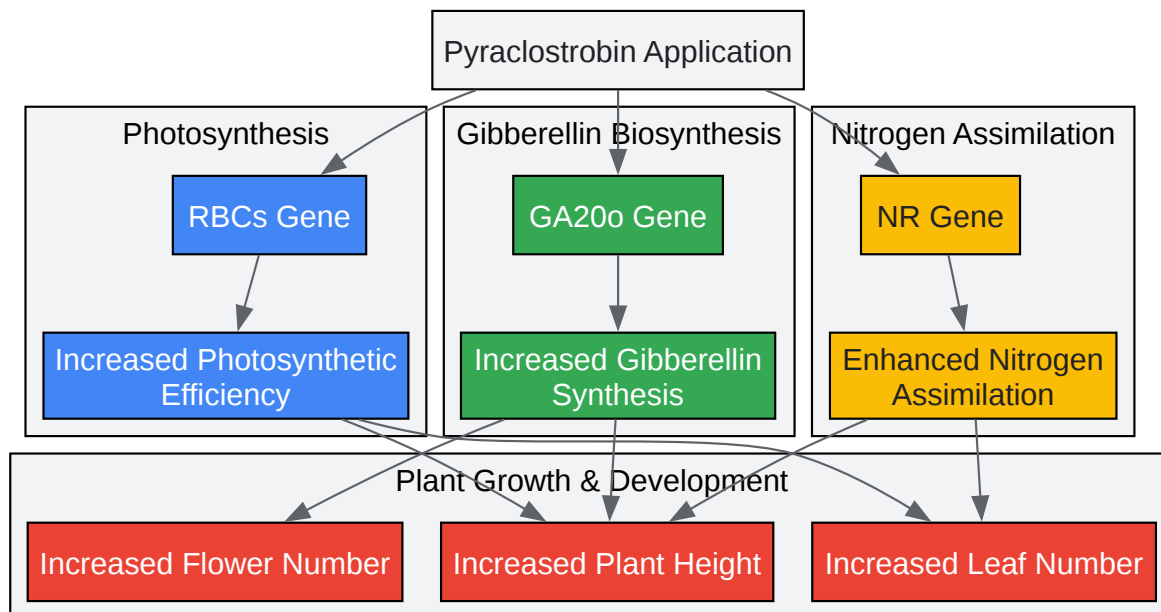 Pyraclostrobin Application
Photosynthesis
Gibberellin Biosynthesis
Nitrogen Assimilation
RBCs Gene
GA20o Gene
NR Gene
Increased Photosynthetic
Efficiency
Increased Gibberellin
Synthesis
Enhanced Nitrogen
Assimilation
Plant Growth & Development
Increased Flower Number
Increased Plant Height
Increased Leaf Number